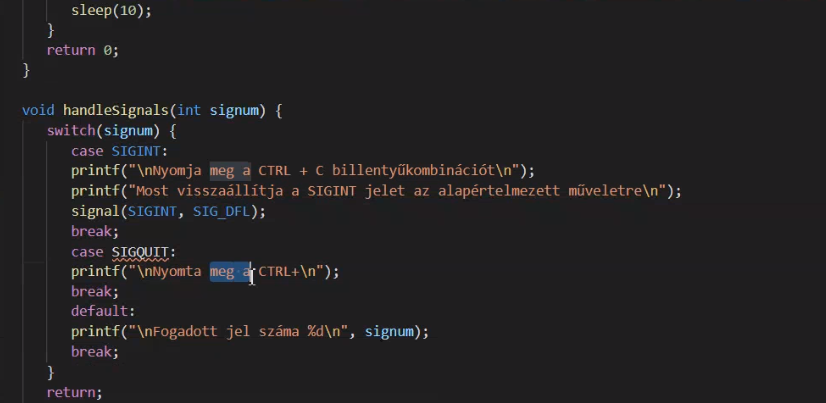 sleep(10);
}
return 0;
}
void handleSignals(int signum) {
switch(signum) {
case SIGINT:
printf("\nNyomja meg a CTRL + C billentyűkombinációt\n");
printf("Most visszaállítja a SIGINT jelet az alapértelmezett műveletre\n");
signal(SIGINT, SIG_DFL);
break;
case SIGQUIT:
printf("\nNyomta meg a CTRL+\n");
break;
default:
printf("\nFogadott jel száma %d\n", signum);
break;
}
return;